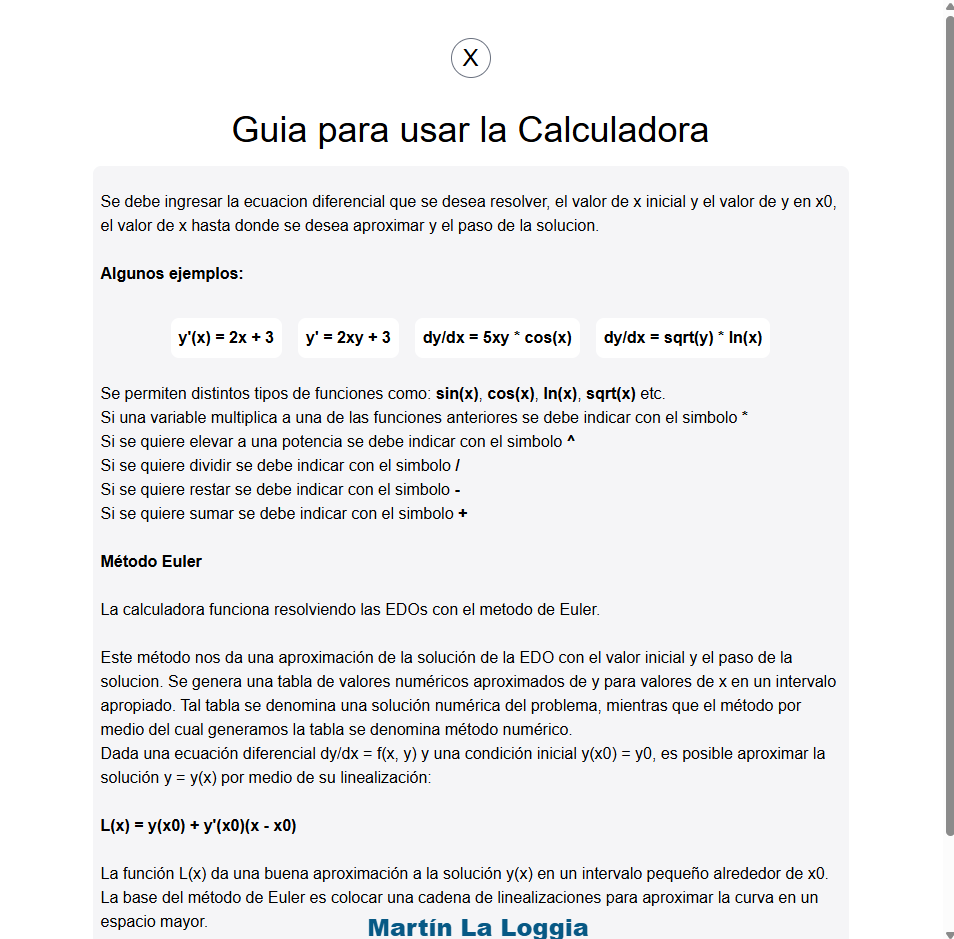 X
Guia para usar la Calculadora
Se debe ingresar la ecuacion diferencial que se desea resolver, el valor de x inicial y el valor de y en x0,
el valor de x hasta donde se desea aproximar y el paso de la solucion.
Algunos ejemplos:
y'(x) = 2x + 3 y' = 2xy + 3 dy/dx = 5xy * cos(x) dy/dx = sqrt(y) * ln(x)
Se permiten distintos tipos de funciones como: sin(x), cos(x), ln(x), sqrt(x) etc.
Si una variable multiplica a una de las funciones anteriores se debe indicar con el simbolo *
Si se quiere elevar a una potencia se debe indicar con el simbolo ^
Si se quiere dividir se debe indicar con el simbolo /
Si se quiere restar se debe indicar con el simbolo -
Si se quiere sumar se debe indicar con el simbolo +
Método Euler
La calculadora funciona resolviendo las EDOs con el metodo de Euler.
Este método nos da una aproximación de la solución de la EDO con el valor inicial y el paso de la
solucion. Se genera una tabla de valores numéricos aproximados de y para valores de x en un intervalo
apropiado. Tal tabla se denomina una solución numérica del problema, mientras que el método por
medio del cual generamos la tabla se denomina método numérico.
Dada una ecuación diferencial dy/dx = f(x, y) y una condición inicial y(x0) = y0, es posible aproximar la
solución y = y(x) por medio de su linealización:
L(x) = y(x0) + y'(x0)(x - x0)
La función L(x) da una buena aproximación a la solución y(x) en un intervalo pequeño alrededor de x0.
La base del método de Euler es colocar una cadena de linealizaciones para aproximar la curva en un
espacio mayor.
Martín La Loggia